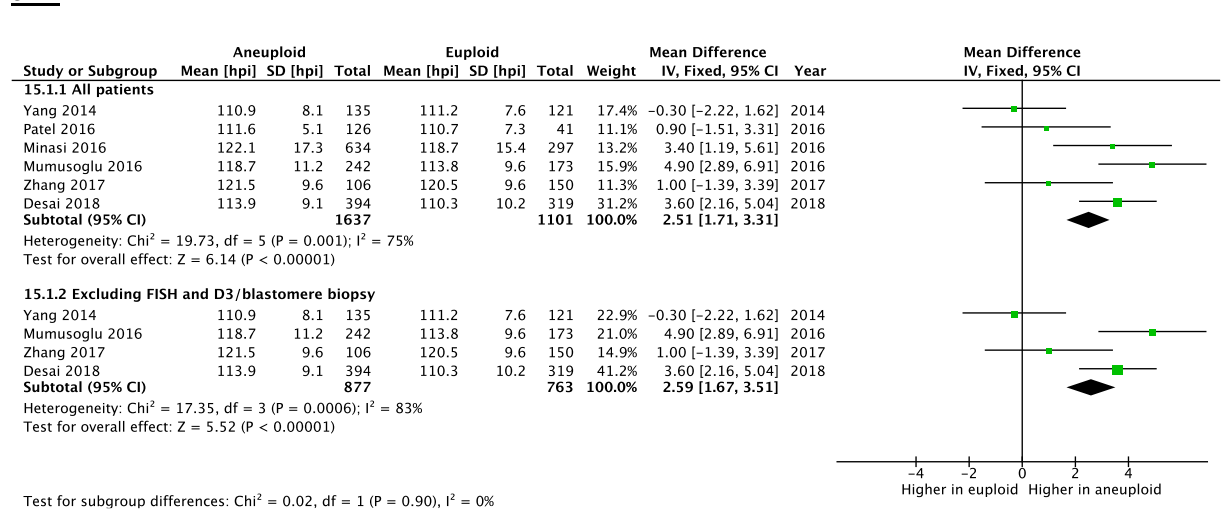 Aneuploid Euploid Mean Difference Mean Difference
Study or Subgroup Mean [hpi] SD [hpi] Total Mean [hpi] SD [hpi] Total Weight IV, Fixed, 95% CI Year IV, Fixed, 95% CI
15.1.1 All patients
Yang 2014 110.9 8.1 135 111.2 7.6 121 17.4% −0.30 [−2.22, 1.62] 2014
Patel 2016 111.6 5.1 126 110.7 7.3 41 11.1% 0.90 [−1.51, 3.31] 2016
Minasi 2016 122.1 17.3 634 118.7 15.4 297 13.2% 3.40 [1.19, 5.61] 2016
Mumusoglu 2016 118.7 11.2 242 113.8 9.6 173 15.9% 4.90 [2.89, 6.91] 2016
Zhang 2017 121.5 9.6 106 120.5 9.6 150 11.3% 1.00 [−1.39, 3.39] 2017
Desai 2018 113.9 9.1 394 110.3 10.2 319 31.2% 3.60 [2.16, 5.04] 2018
Subtotal (95% CI) 1637 1101 100.0% 2.51 [1.71, 3.31]
Heterogeneity: Chi² = 19.73, df = 5 (P = 0.001); I² = 75%
Test for overall effect: Z = 6.14 (P < 0.00001)
15.1.2 Excluding FISH and D3/blastomere biopsy
Yang 2014 110.9 8.1 135 111.2 7.6 121 22.9% −0.30 [−2.22, 1.62] 2014
Mumusoglu 2016 118.7 11.2 242 113.8 9.6 173 21.0% 4.90 [2.89, 6.91] 2016
Zhang 2017 121.5 9.6 106 120.5 9.6 150 14.9% 1.00 [−1.39, 3.39] 2017
Desai 2018 113.9 9.1 394 110.3 10.2 319 41.2% 3.60 [2.16, 5.04] 2018
Subtotal (95% CI) 877 763 100.0% 2.59 [1.67, 3.51]
Heterogeneity: Chi² = 17.35, df = 3 (P = 0.0006); I² = 83%
Test for overall effect: Z = 5.52 (P < 0.00001)
−4 −2 0 2 4
Higher in euploid Higher in aneuploid
Test for subgroup differences: Chi² = 0.02, df = 1 (P = 0.90), I² = 0%